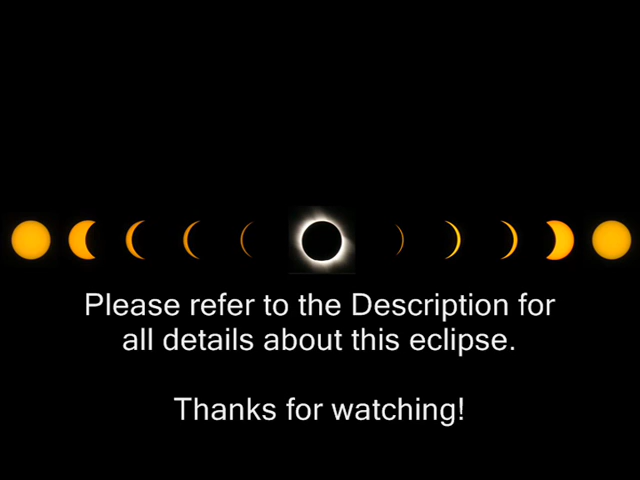 Please refer to the Description for
all details about this eclipse.
Thanks for watching!